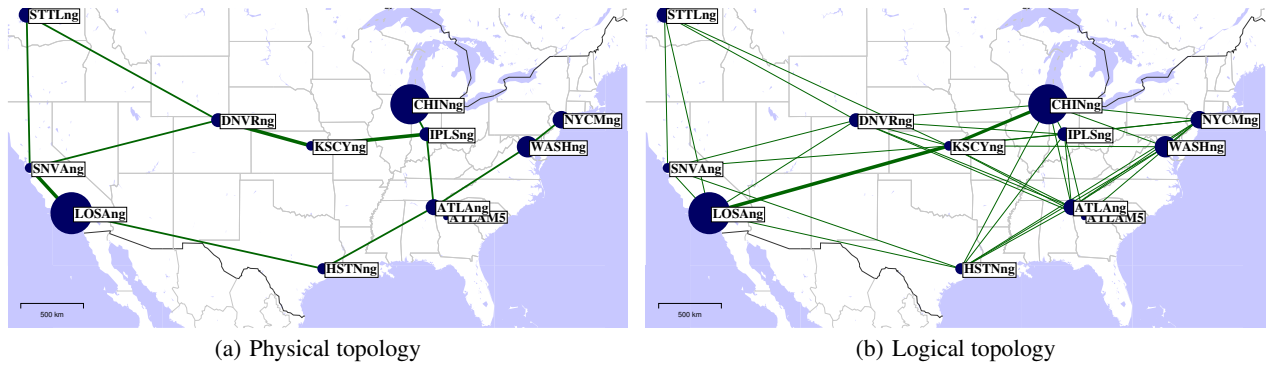 STTLng
CHINng
DNVRng
NYCMng
IPLSng
KSCYng
WASHng
SNVAng
LOSAng
ATLAng
ATLAM5
HSTNng
500 km
(a) Physical topology
STTLng
CHINng
DNVRng
NYCMng
IPLSng
KSCYng
WASHng
SNVAng
LOSAng
ATLAng
ATLAM5
HSTNng
500 km
(b) Logical topology